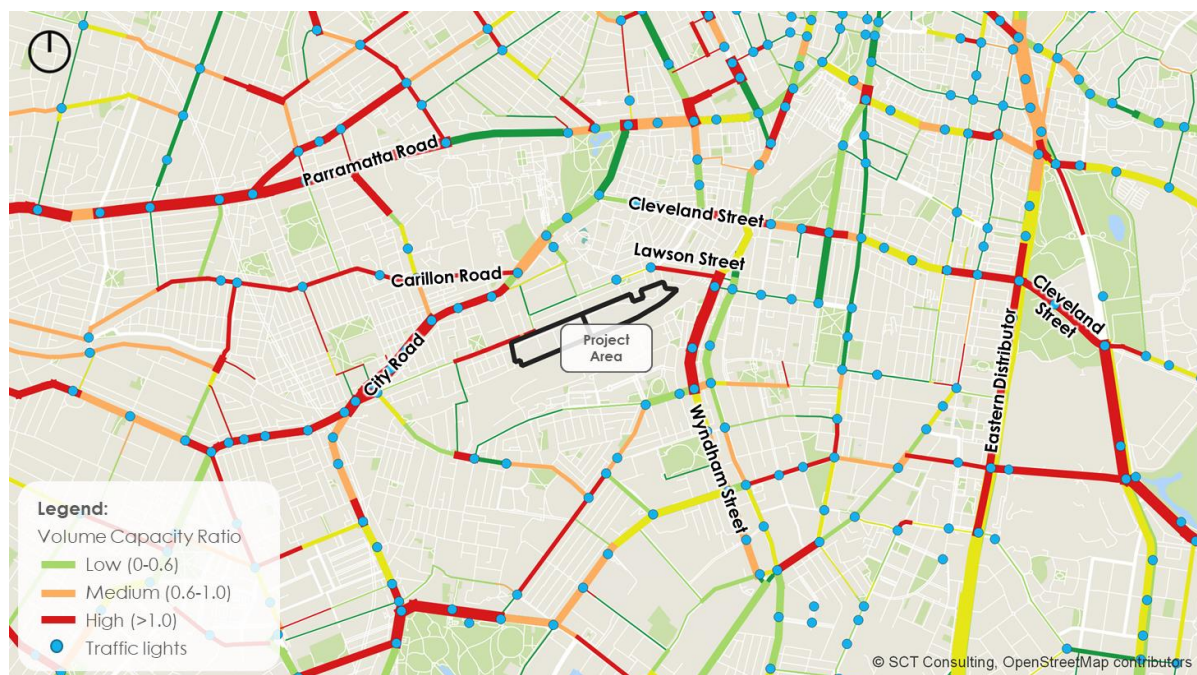 Parramatta Road
Cleveland Street
Lawson Street
Carillon Road
Cleveland
Street
Project
Area
City Road
Eastern Distributor
Wyndham Street
Legend:
Volume Capacity Ratio
Low (0-0.6)
Medium (0.6-1.0)
High (>1.0)
Traffic lights
© SCT Consulting, OpenStreetMap contributors